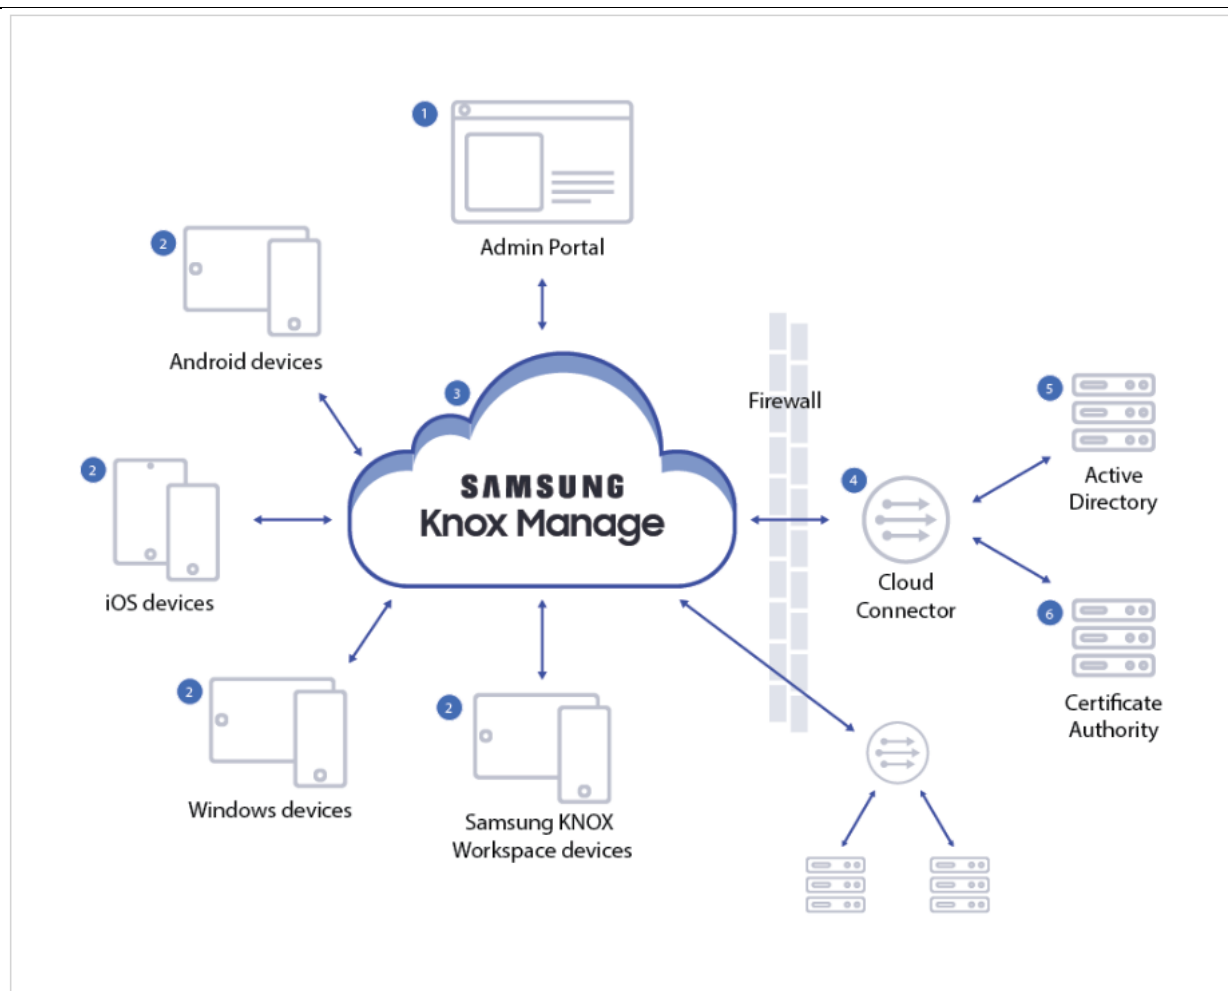 1
Admin Portal
2
Android devices
3
Firewall
5
Active
Directory
2
iOS devices
SAMSUNG
Knox Manage
4
Cloud
Connector
6
Certificate
Authority
2
Windows devices
2
Samsung KNOX
Workspace devices